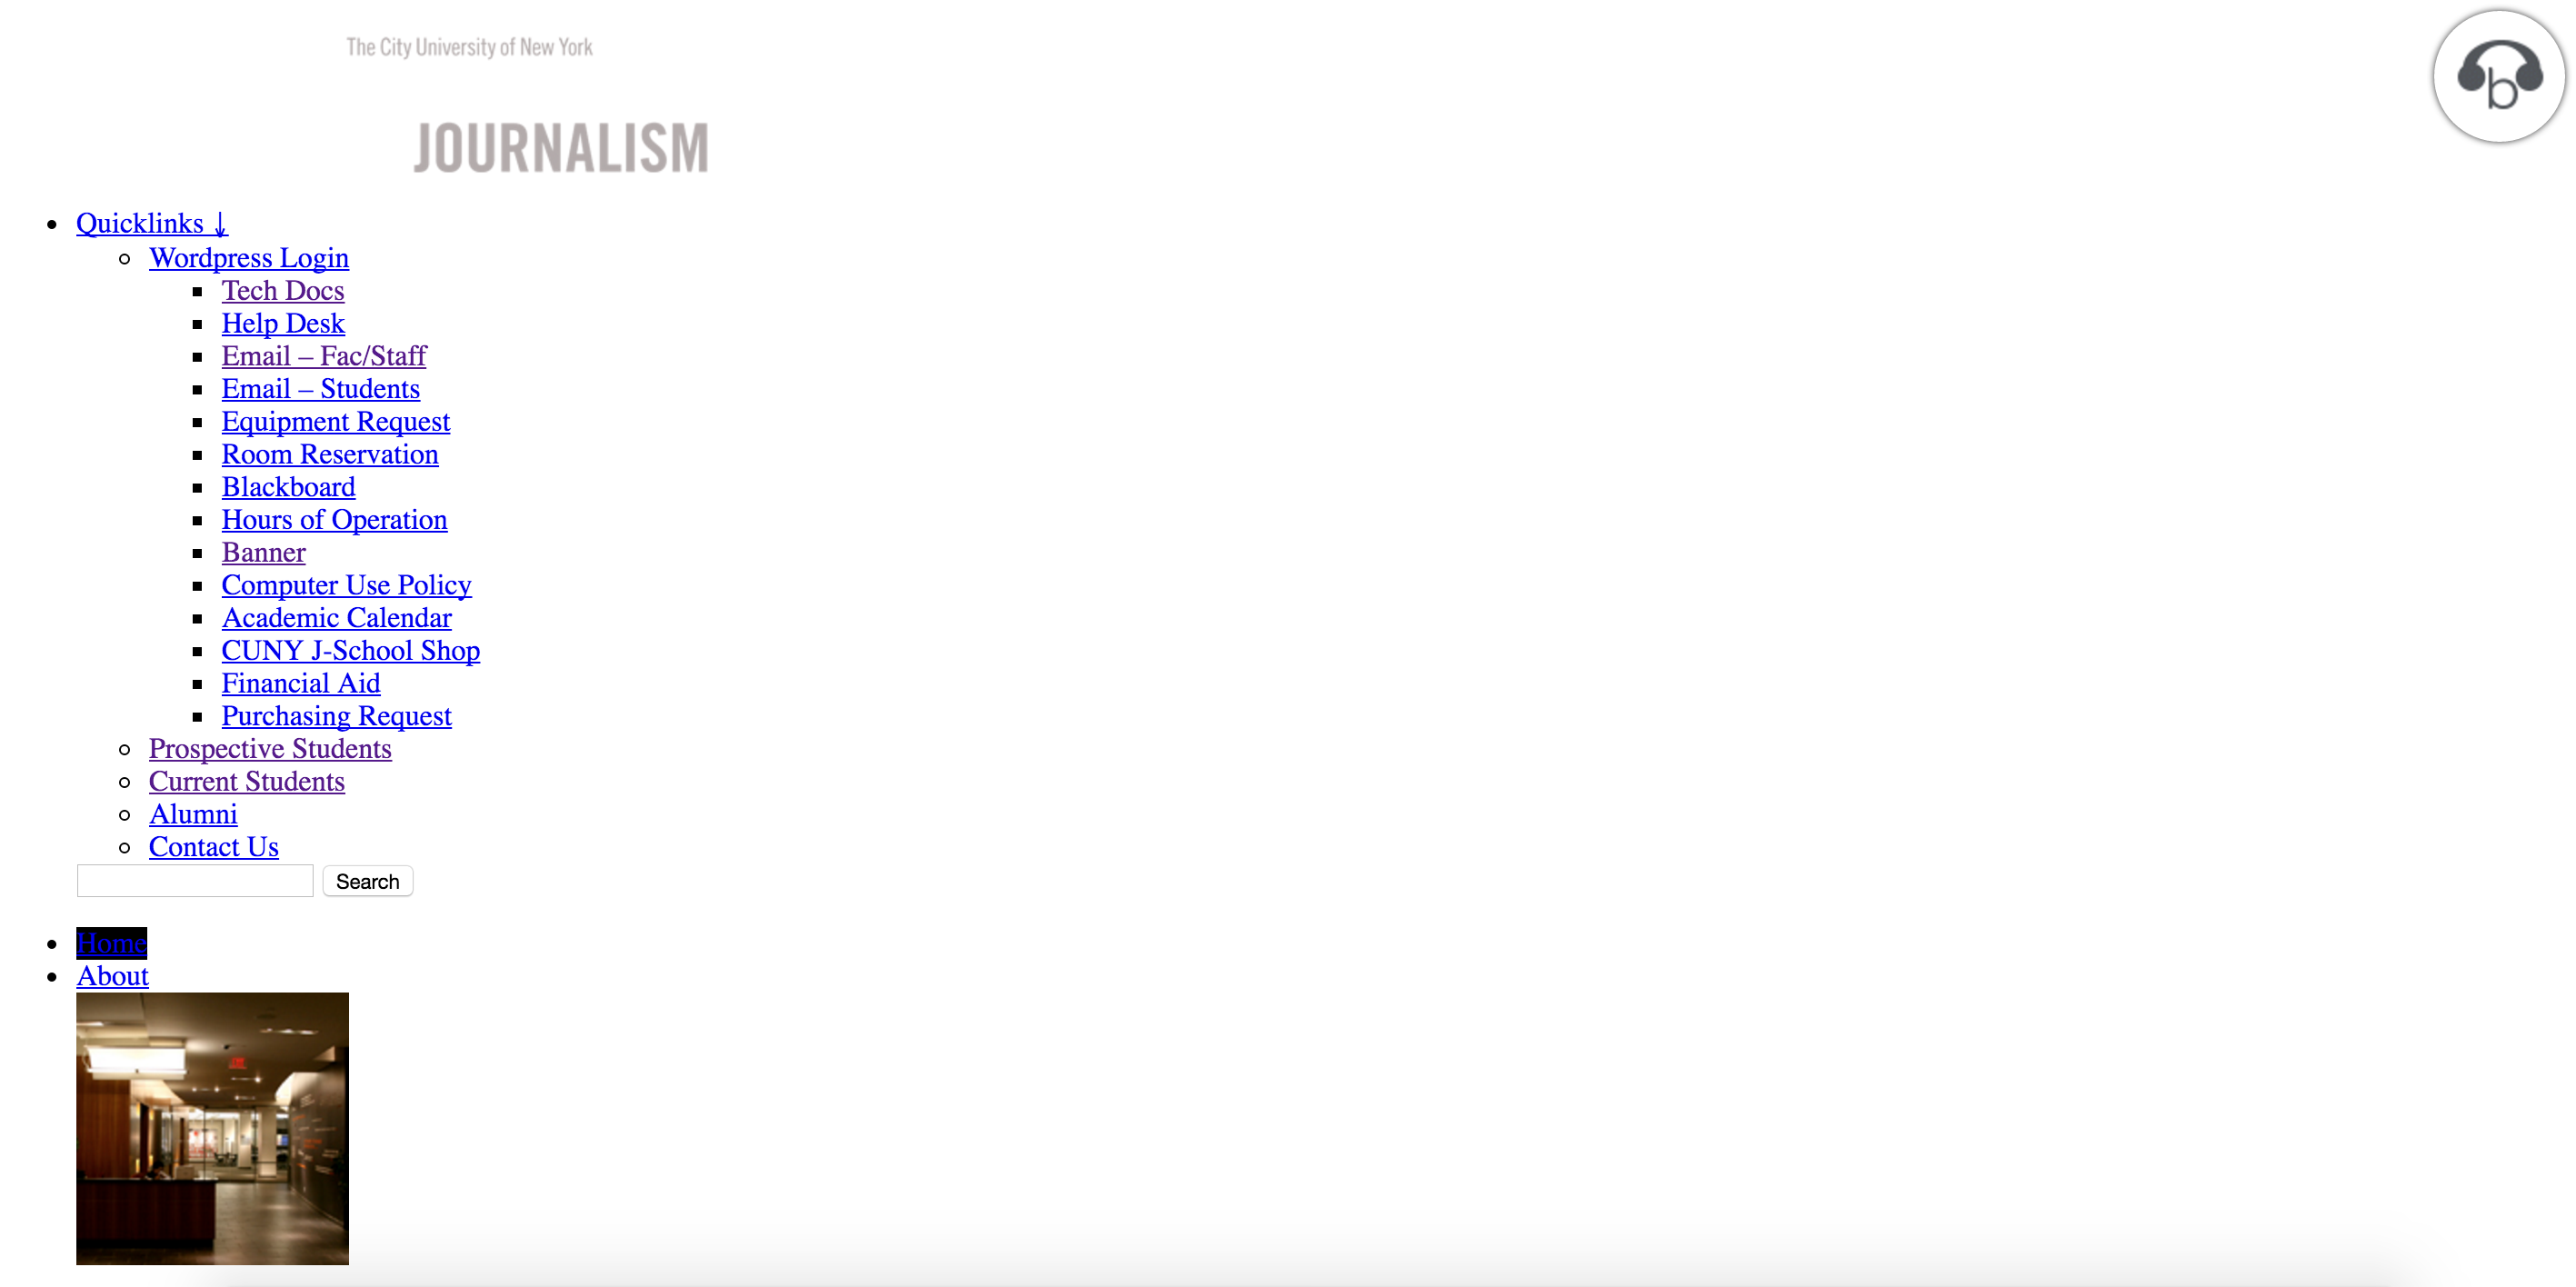 The City University of New York
JOURNALISM
b
Quicklinks ↓
Wordpress Login
Tech Docs
Help Desk
Email – Fac/Staff
Email – Students
Equipment Request
Room Reservation
Blackboard
Hours of Operation
Banner
Computer Use Policy
Academic Calendar
CUNY J-School Shop
Financial Aid
Purchasing Request
Prospective Students
Current Students
Alumni
Contact Us
Search
Home
About